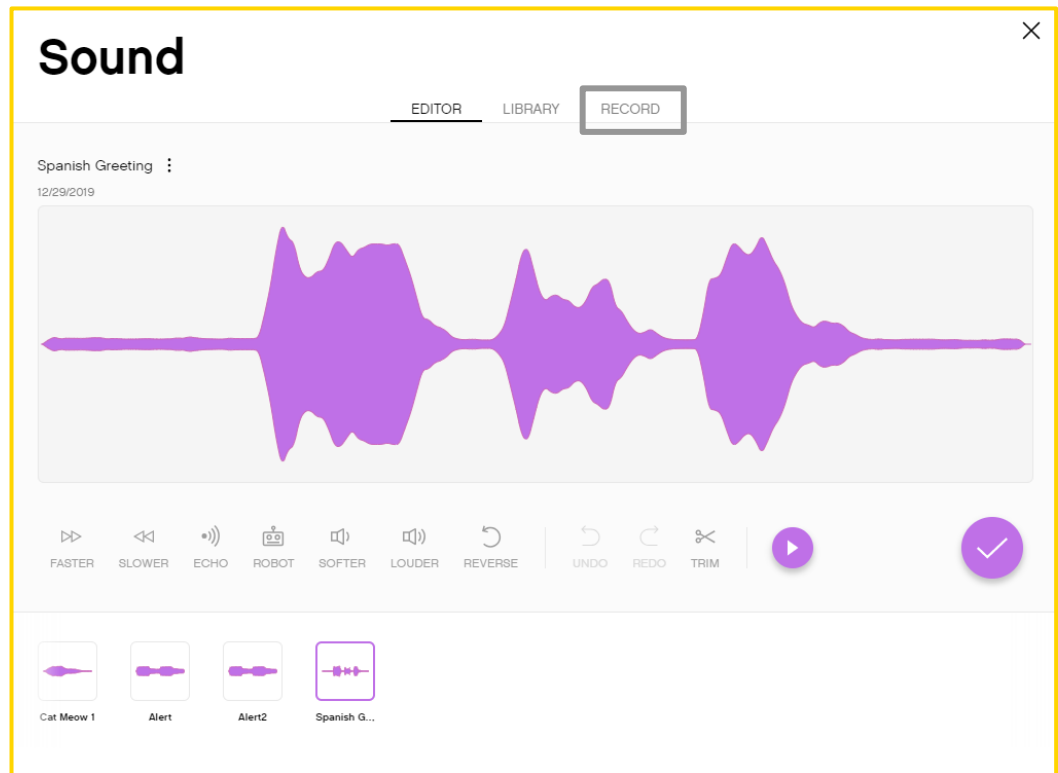 Sound
EDITOR LIBRARY RECORD
Spanish Greeting
12/29/2019
FASTER SLOWER ECHO ROBOT SOFTER LOUDER REVERSE UNDO REDO TRIM
Cat Meow 1 Alert Alert2 Spanish G...